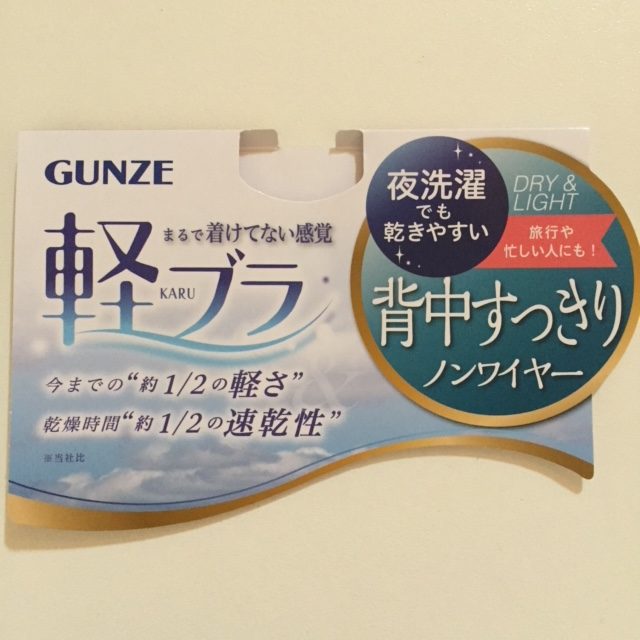 GUNZE
まるで着けてない感覚
軽ブラ
KARU
今までの“約1/2の軽さ”
&
乾燥時間“約1/2の速乾性”
※当社比
夜洗濯
でも
乾きやすい
DRY &
LIGHT
旅行や
忙しい人にも！
背中すっきり
ノンワイヤー